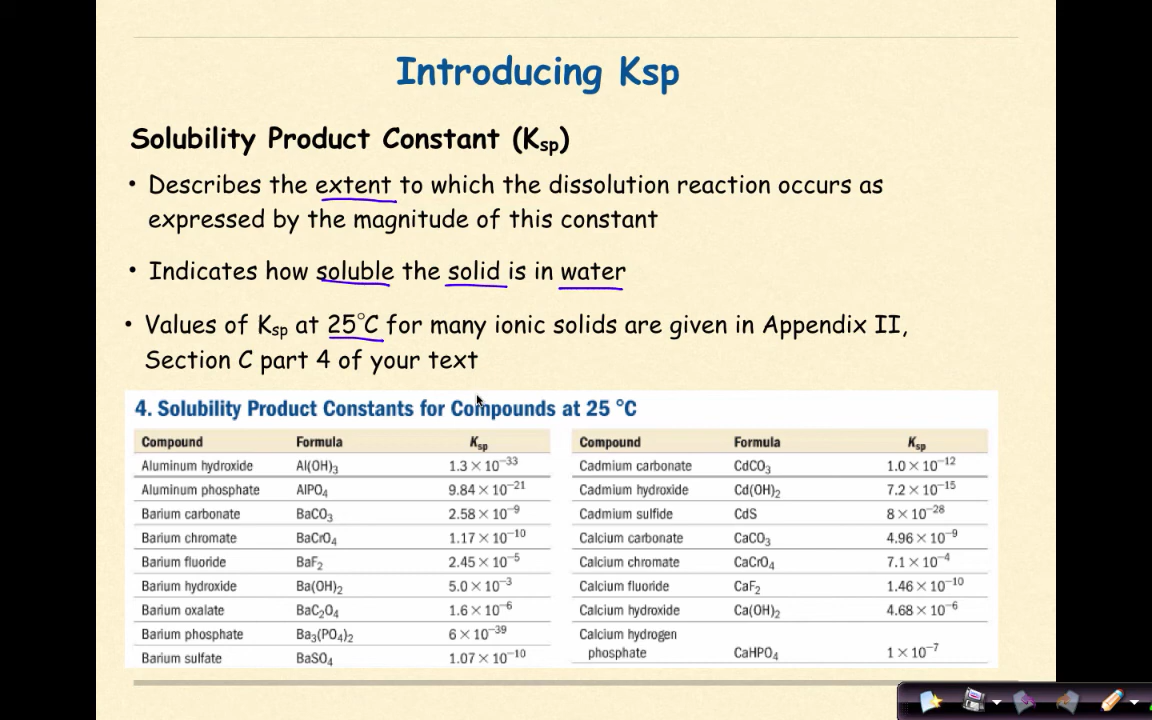 Introducing Ksp
Solubility Product Constant (Ksp)
• Describes the extent to which the dissolution reaction occurs as
expressed by the magnitude of this constant
• Indicates how soluble the solid is in water
• Values of Ksp at 25°C for many ionic solids are given in Appendix II,
Section C part 4 of your text
4. Solubility Product Constants for Compounds at 25 °C
Compound Formula Ksp Compound Formula Ksp
Aluminum hydroxide Al(OH)₃ 1.3 × 10⁻³³ Cadmium carbonate CdCO₃ 1.0 × 10⁻¹²
Aluminum phosphate AlPO₄ 9.84 × 10⁻²¹ Cadmium hydroxide Cd(OH)₂ 7.2 × 10⁻¹⁵
Barium carbonate BaCO₃ 2.58 × 10⁻⁹ Cadmium sulfide CdS 8 × 10⁻²⁸
Barium chromate BaCrO₄ 1.17 × 10⁻¹⁰ Calcium carbonate CaCO₃ 4.96 × 10⁻⁹
Barium fluoride BaF₂ 2.45 × 10⁻⁵ Calcium chromate CaCrO₄ 7.1 × 10⁻⁴
Barium hydroxide Ba(OH)₂ 5.0 × 10⁻³ Calcium fluoride CaF₂ 1.46 × 10⁻¹⁰
Barium oxalate BaC₂O₄ 1.6 × 10⁻⁶ Calcium hydroxide Ca(OH)₂ 4.68 × 10⁻⁶
Barium phosphate Ba₃(PO₄)₂ 6 × 10⁻³⁹ Calcium hydrogen
Barium sulfate BaSO₄ 1.07 × 10⁻¹⁰ phosphate CaHPO₄ 1 × 10⁻⁷